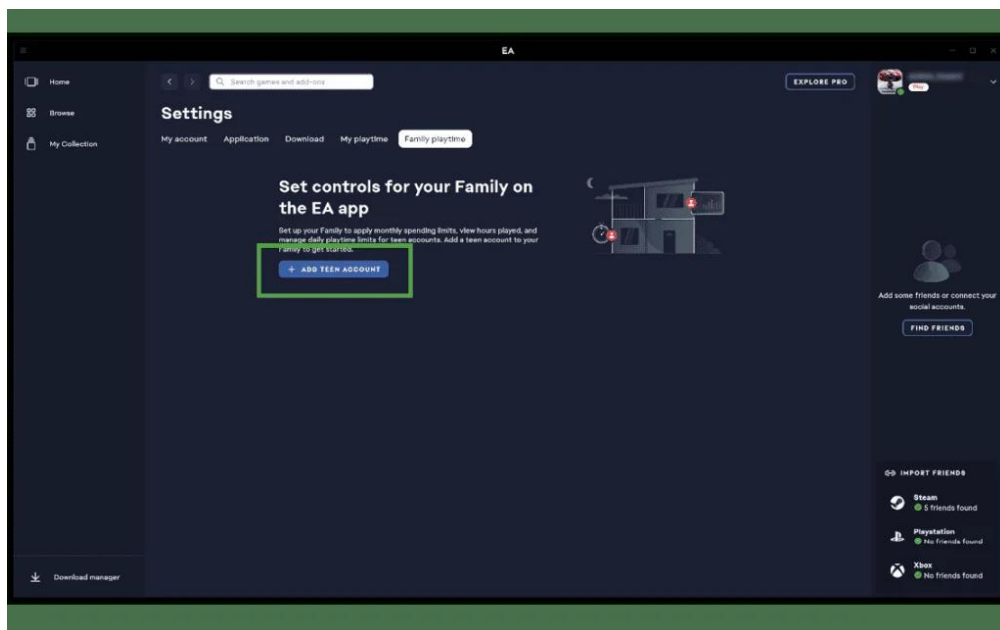 EA
Home
Browse
My Collection
Search games and add-ons
EXPLORE PRO
Play
Settings
My account
Application
Download
My playtime
Family playtime
Set controls for your Family on
the EA app
Set up your Family to apply monthly spending limits, view hours played, and
manage daily playtime limits for teen accounts. Add a teen account to your
Family to get started.
+ ADD TEEN ACCOUNT
Add some friends or connect your
social accounts.
FIND FRIENDS
IMPORT FRIENDS
Steam
5 friends found
Playstation
No friends found
Xbox
No friends found
Download manager